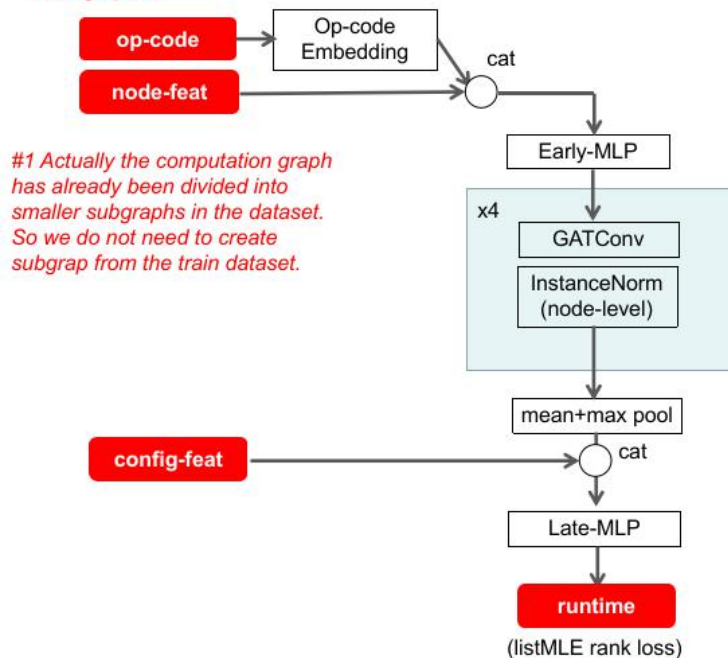 op-code
Op-code
Embedding
cat
node-feat
#1 Actually the computation graph
has already been divided into
smaller subgraphs in the dataset.
So we do not need to create
subgrap from the train dataset.
Early-MLP
x4
GATConv
InstanceNorm
(node-level)
mean+max pool
config-feat
cat
Late-MLP
runtime
(listMLE rank loss)